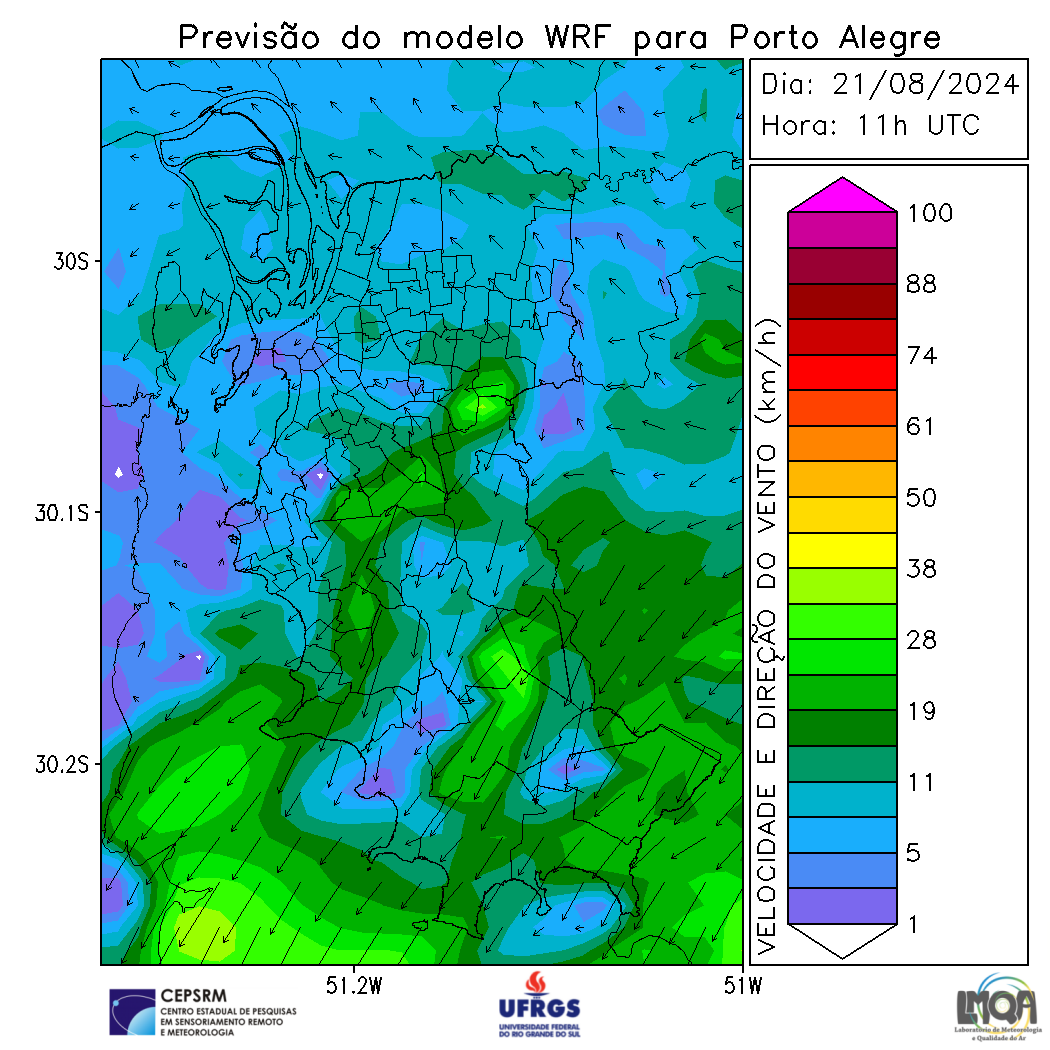 Previsão do modelo WRF para Porto Alegre
Dia: 21/08/2024
Hora: 11h UTC
30S
30.1S
30.2S
51.2W
51W
VELOCIDADE E DIREÇÃO DO VENTO (km/h)
100
88
74
61
50
38
28
19
11
5
1
CEPSRM
CENTRO ESTADUAL DE PESQUISAS
EM SENSORIAMENTO REMOTO
E METEOROLOGIA
UFRGS
UNIVERSIDADE FEDERAL
DO RIO GRANDE DO SUL
LMQA
Laboratório de Meteorologia
e Qualidade do Ar